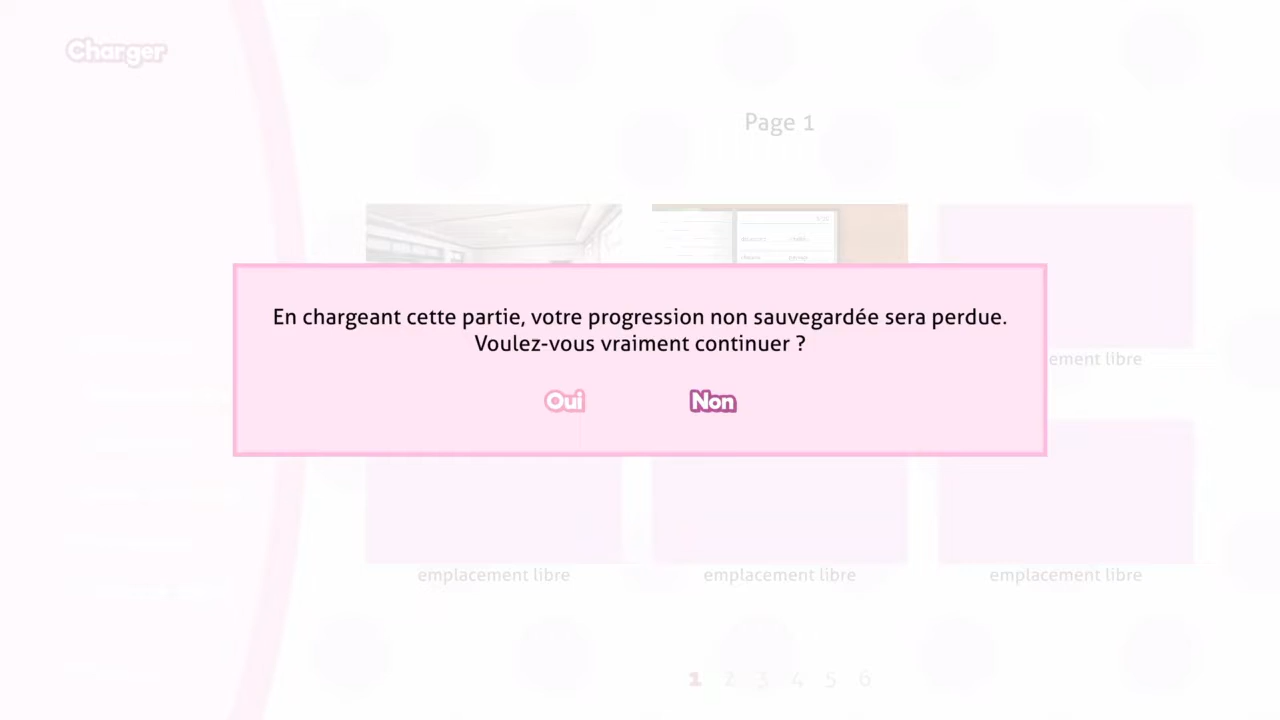 Charger
Page 1
En chargeant cette partie, votre progression non sauvegardée sera perdue.
Voulez-vous vraiment continuer ?
ement libre
Oui
Non
emplacement libre
emplacement libre
emplacement libre
1 2 3 4 5 6